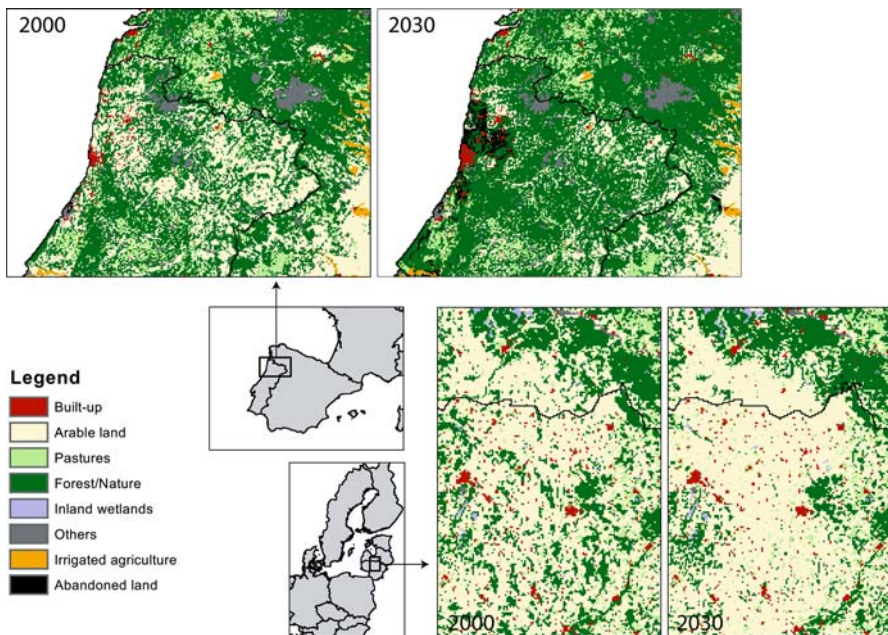 2000
2030
Legend
Built-up
Arable land
Pastures
Forest/Nature
Inland wetlands
Others
Irrigated agriculture
Abandoned land
2000
2030